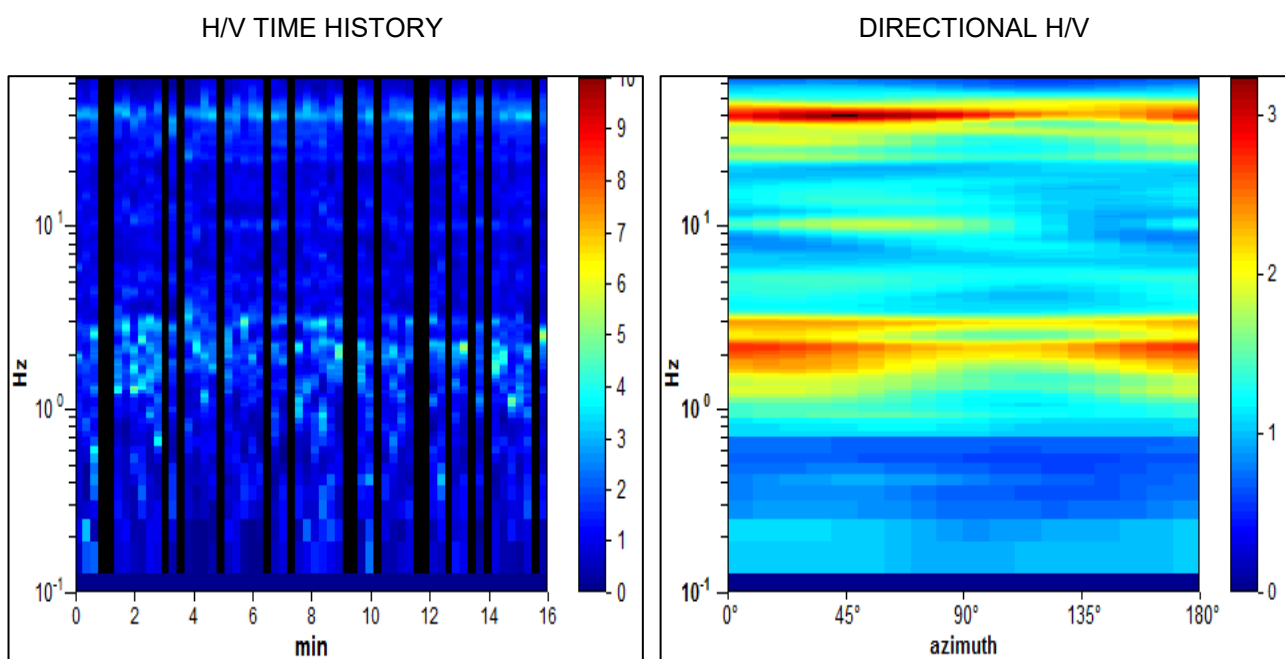 H/V TIME HISTORY
10¹
10⁰
10⁻¹
Hz
0 2 4 6 8 10 12 14 16
min
10
9
8
7
6
5
4
3
2
1
0
DIRECTIONAL H/V
10¹
10⁰
10⁻¹
Hz
0° 45° 90° 135° 180°
azimuth
3
2
1
0